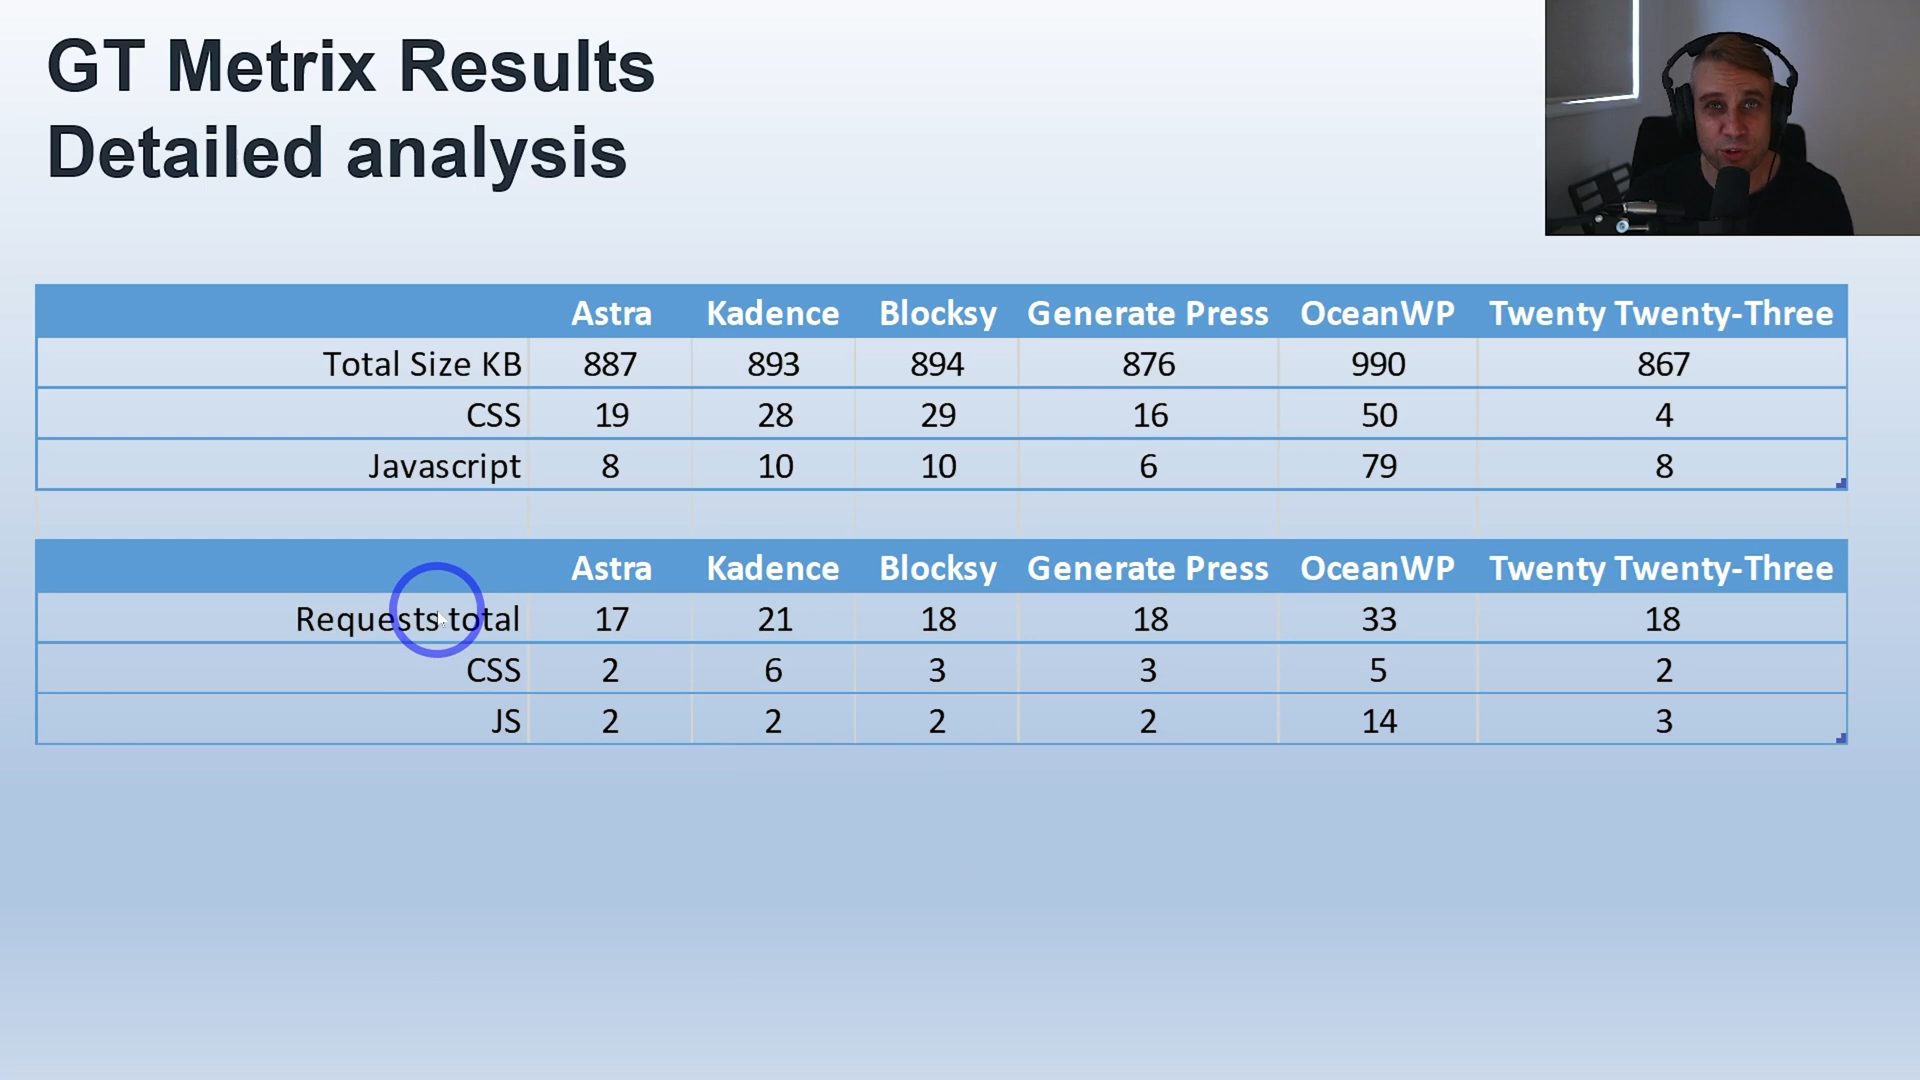 GT Metrix Results
Detailed analysis
Astra Kadence Blocksy Generate Press OceanWP Twenty Twenty-Three
Total Size KB 887 893 894 876 990 867
CSS 19 28 29 16 50 4
Javascript 8 10 10 6 79 8
Astra Kadence Blocksy Generate Press OceanWP Twenty Twenty-Three
Requests total 17 21 18 18 33 18
CSS 2 6 3 3 5 2
JS 2 2 2 2 14 3